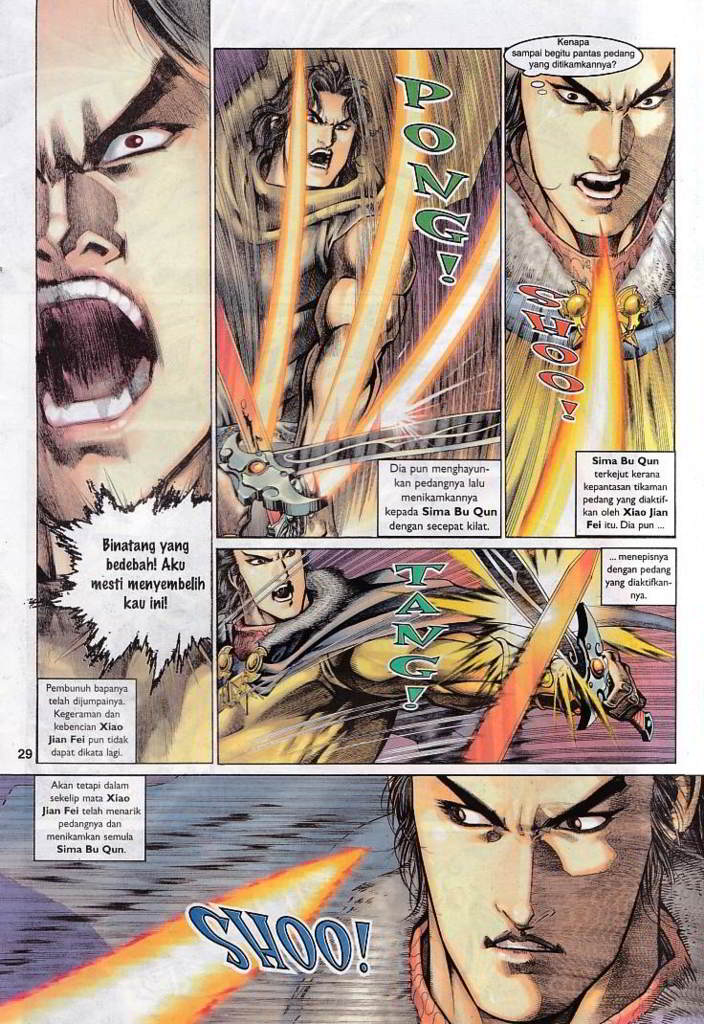 Binatang yang
bedebah! Aku
mesti menyembelih
kau ini!
Pembunuh bapanya
telah dijumpainya.
Kegeraman dan
kebencian Xiao
Jian Fei pun tidak
dapat dikata lagi.
29
PONG!
Dia pun menghayun-
kan pedangnya lalu
menikamkannya
kepada Sima Bu Qun
dengan secepat kilat.
Kenapa
sampai begitu pantas pedang
yang ditikamkannya?
SHOO!
Sima Bu Qun
terkejut kerana
kepantasan tikaman
pedang yang diaktif-
kan oleh Xiao Jian
Fei itu. Dia pun ...
TANG!
... menepisnya
dengan pedang
yang diaktifkan-
nya.
Akan tetapi dalam
sekelip mata Xiao
Jian Fei telah menarik
pedangnya dan
menikamkan semula
Sima Bu Qun.
SHOO!